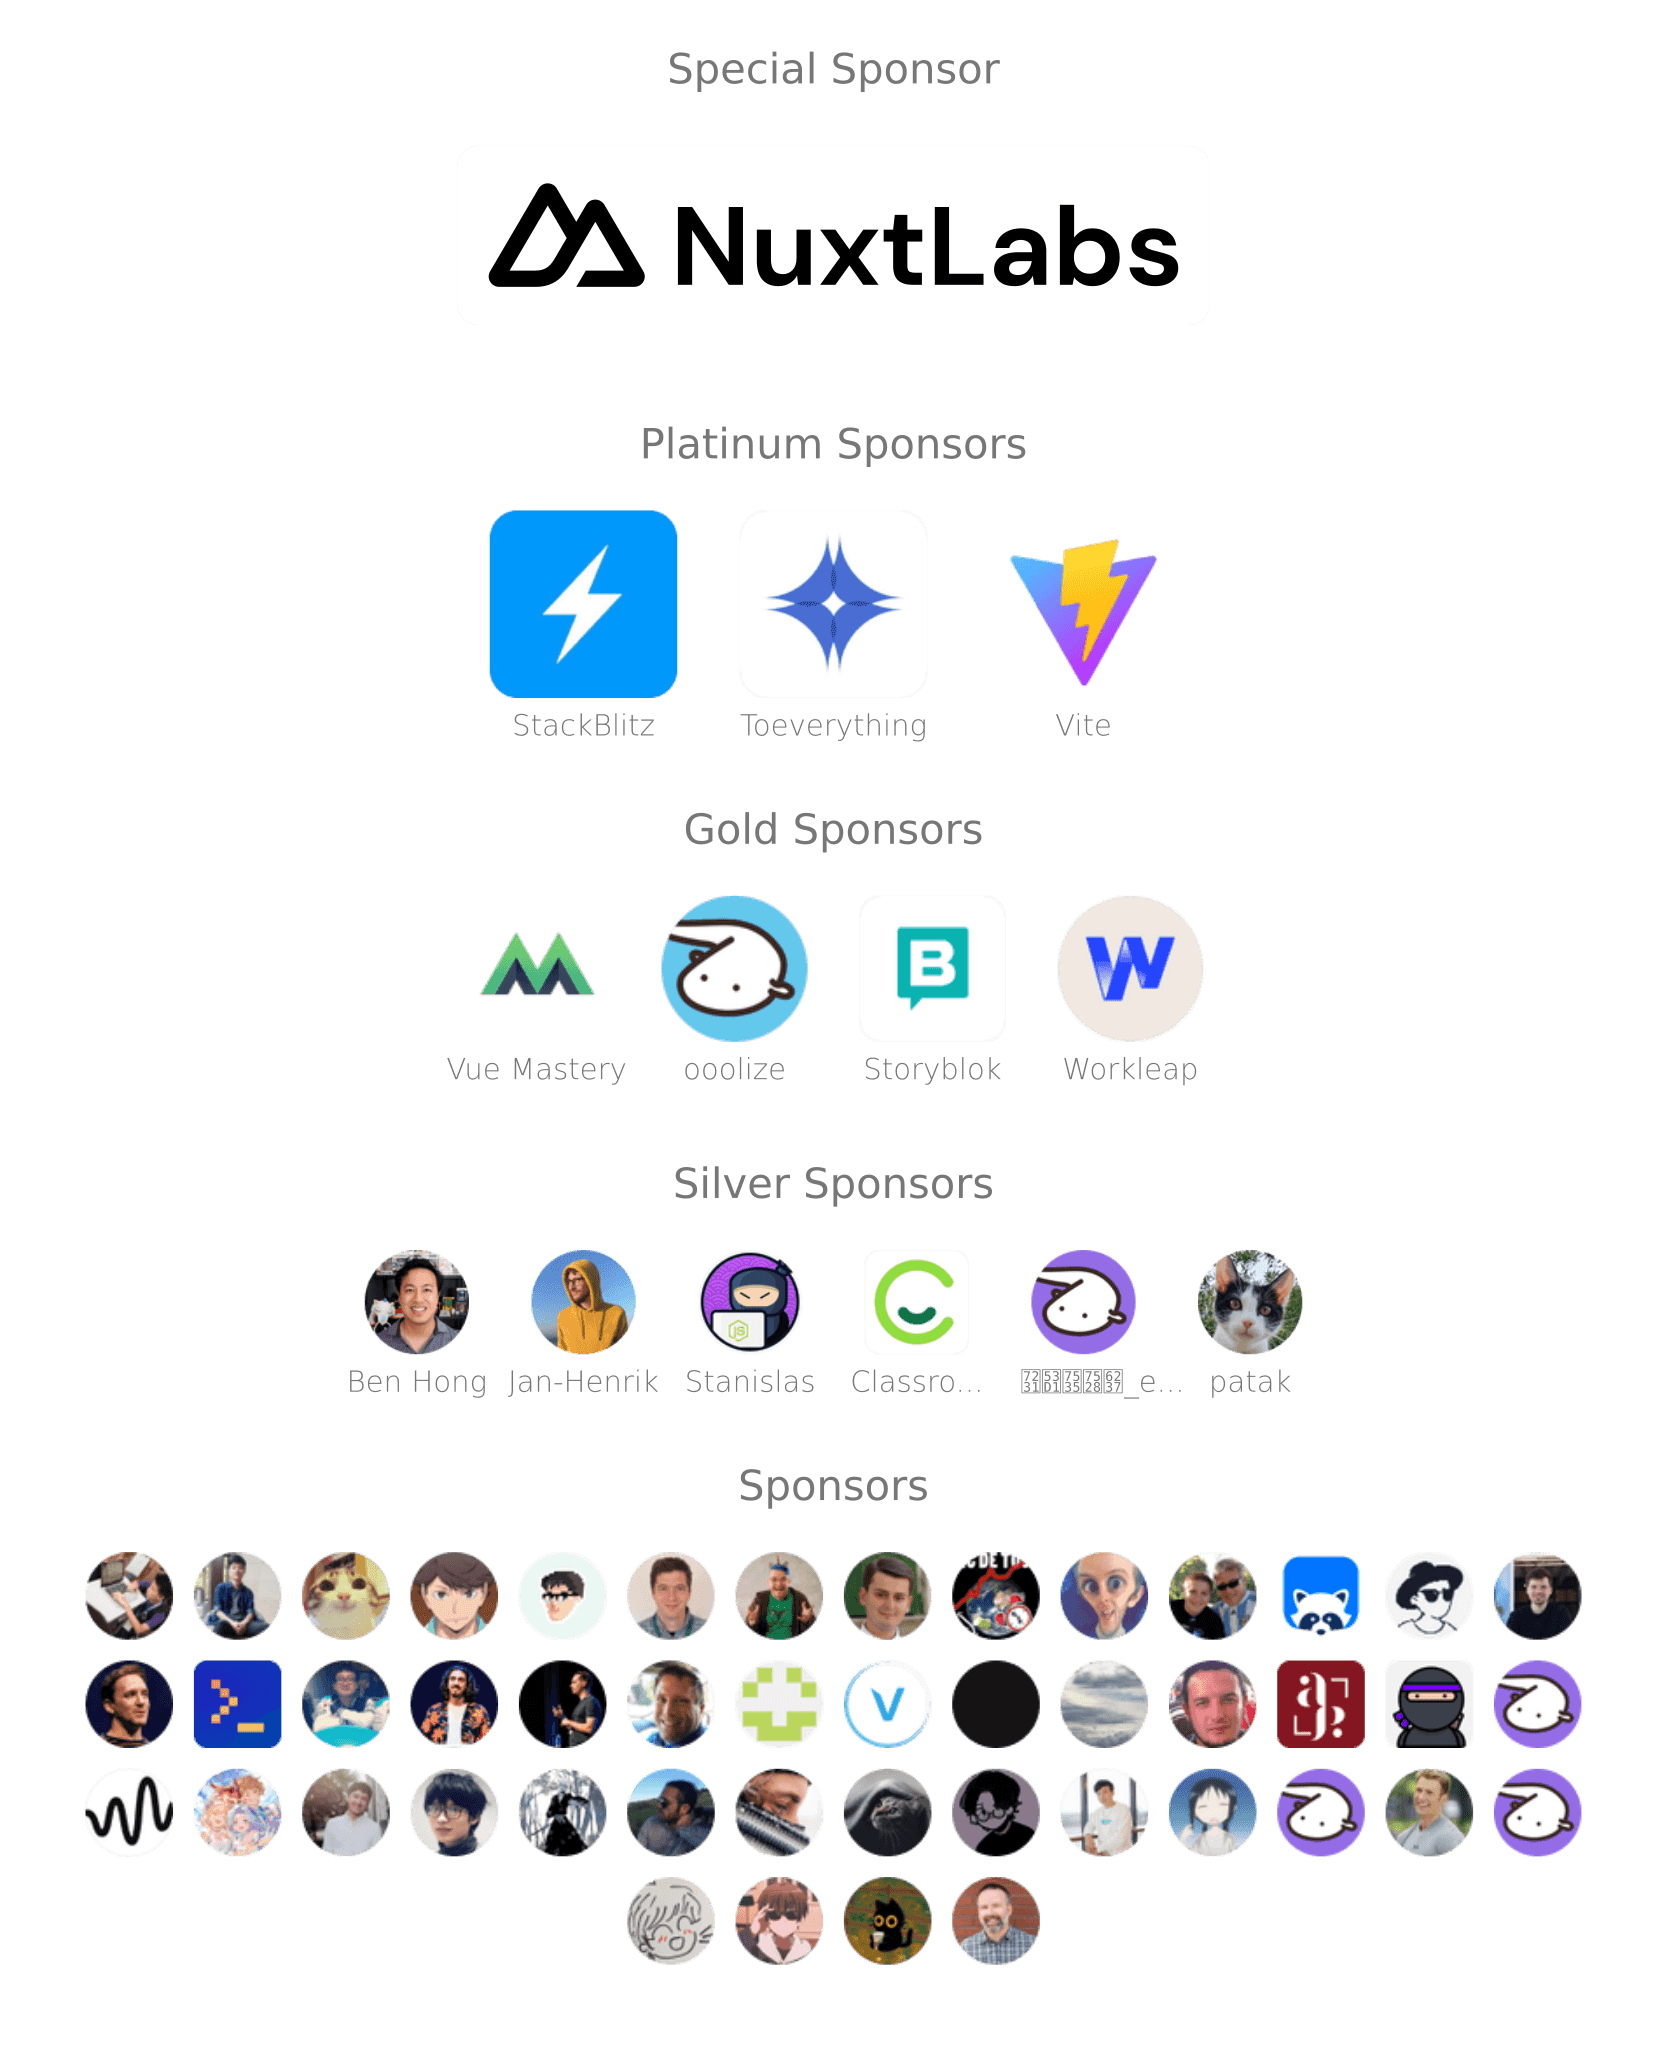 Special Sponsor
NuxtLabs
Platinum Sponsors
StackBlitz
Toeverything
Vite
Gold Sponsors
Vue Mastery
ooolize
Storyblok
Workleap
Silver Sponsors
Ben Hong
Jan-Henrik
Stanislas
Classro...
_e...
patak
Sponsors